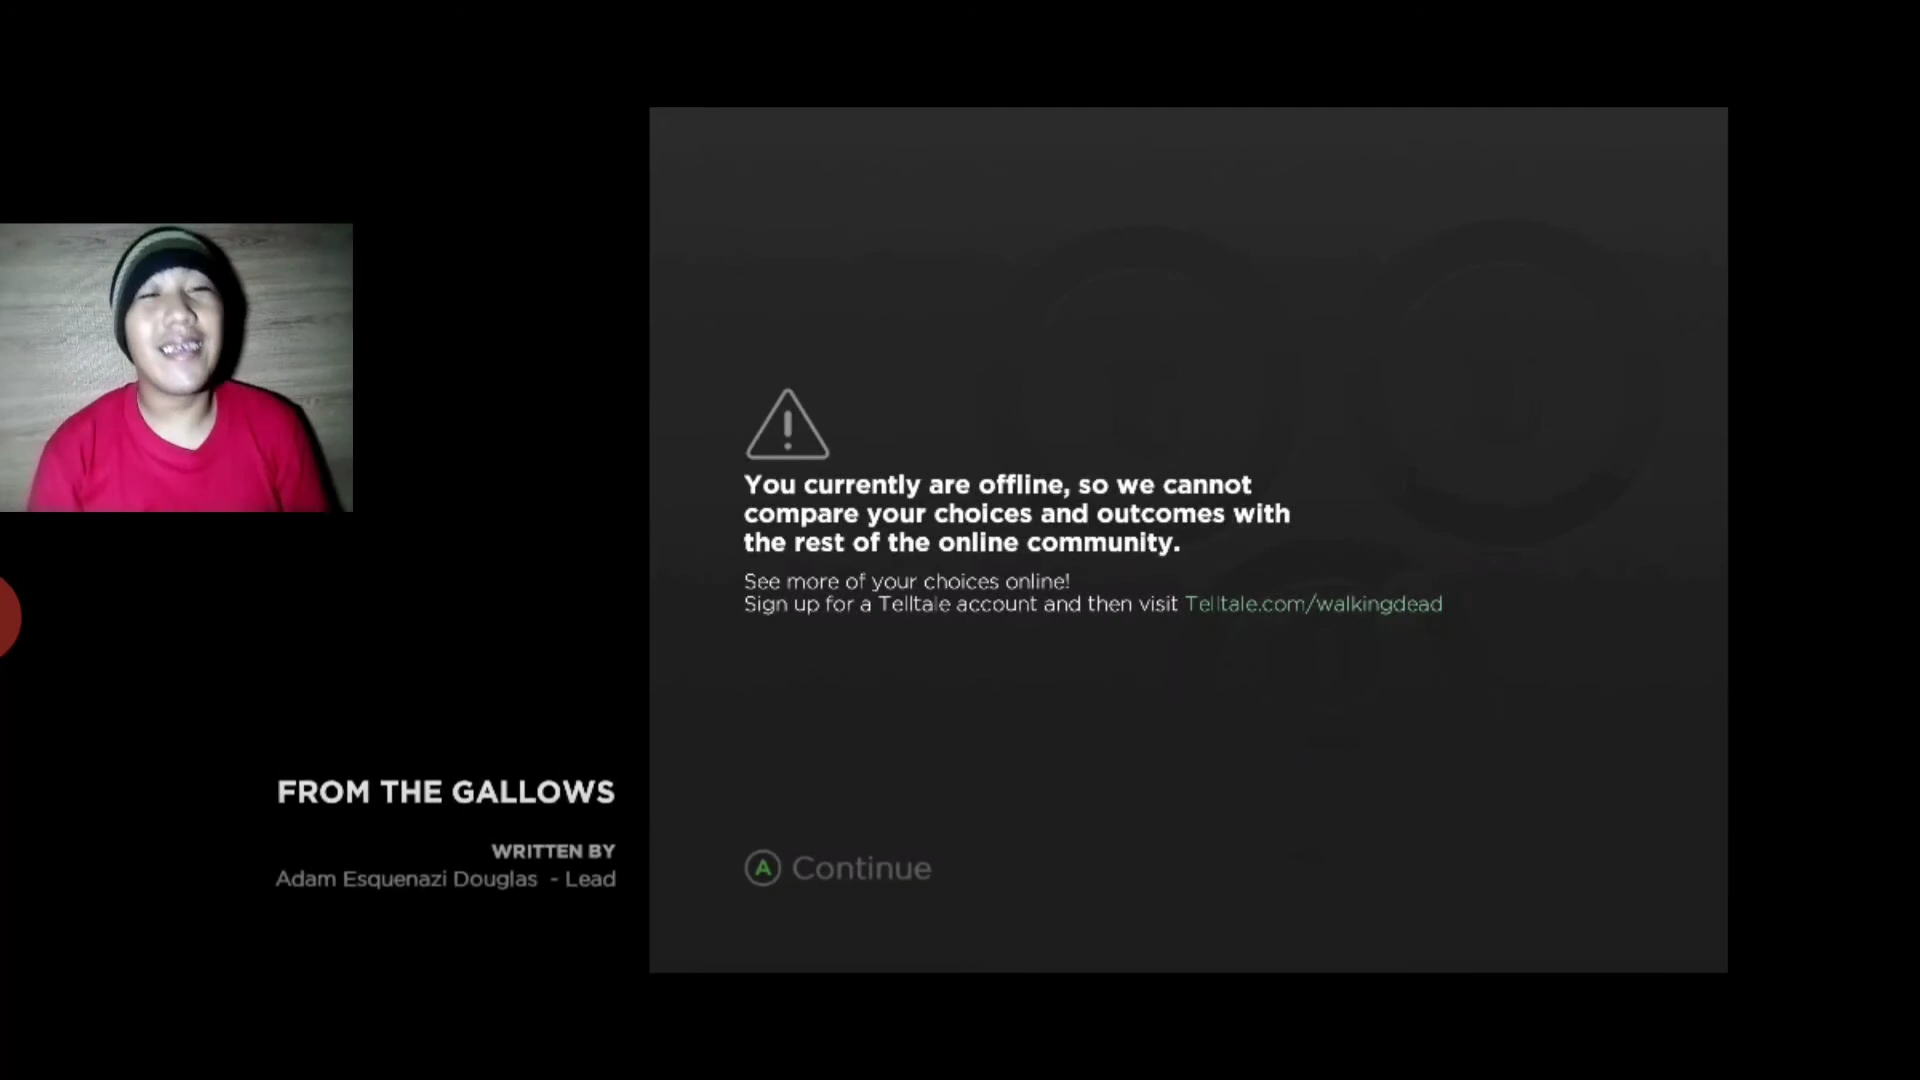 You currently are offline, so we cannot
compare your choices and outcomes with
the rest of the online community.
See more of your choices online!
Sign up for a Telltale account and then visit Telltale.com/walkingdead
FROM THE GALLOWS
WRITTEN BY
Adam Esquenazi Douglas - Lead
A Continue